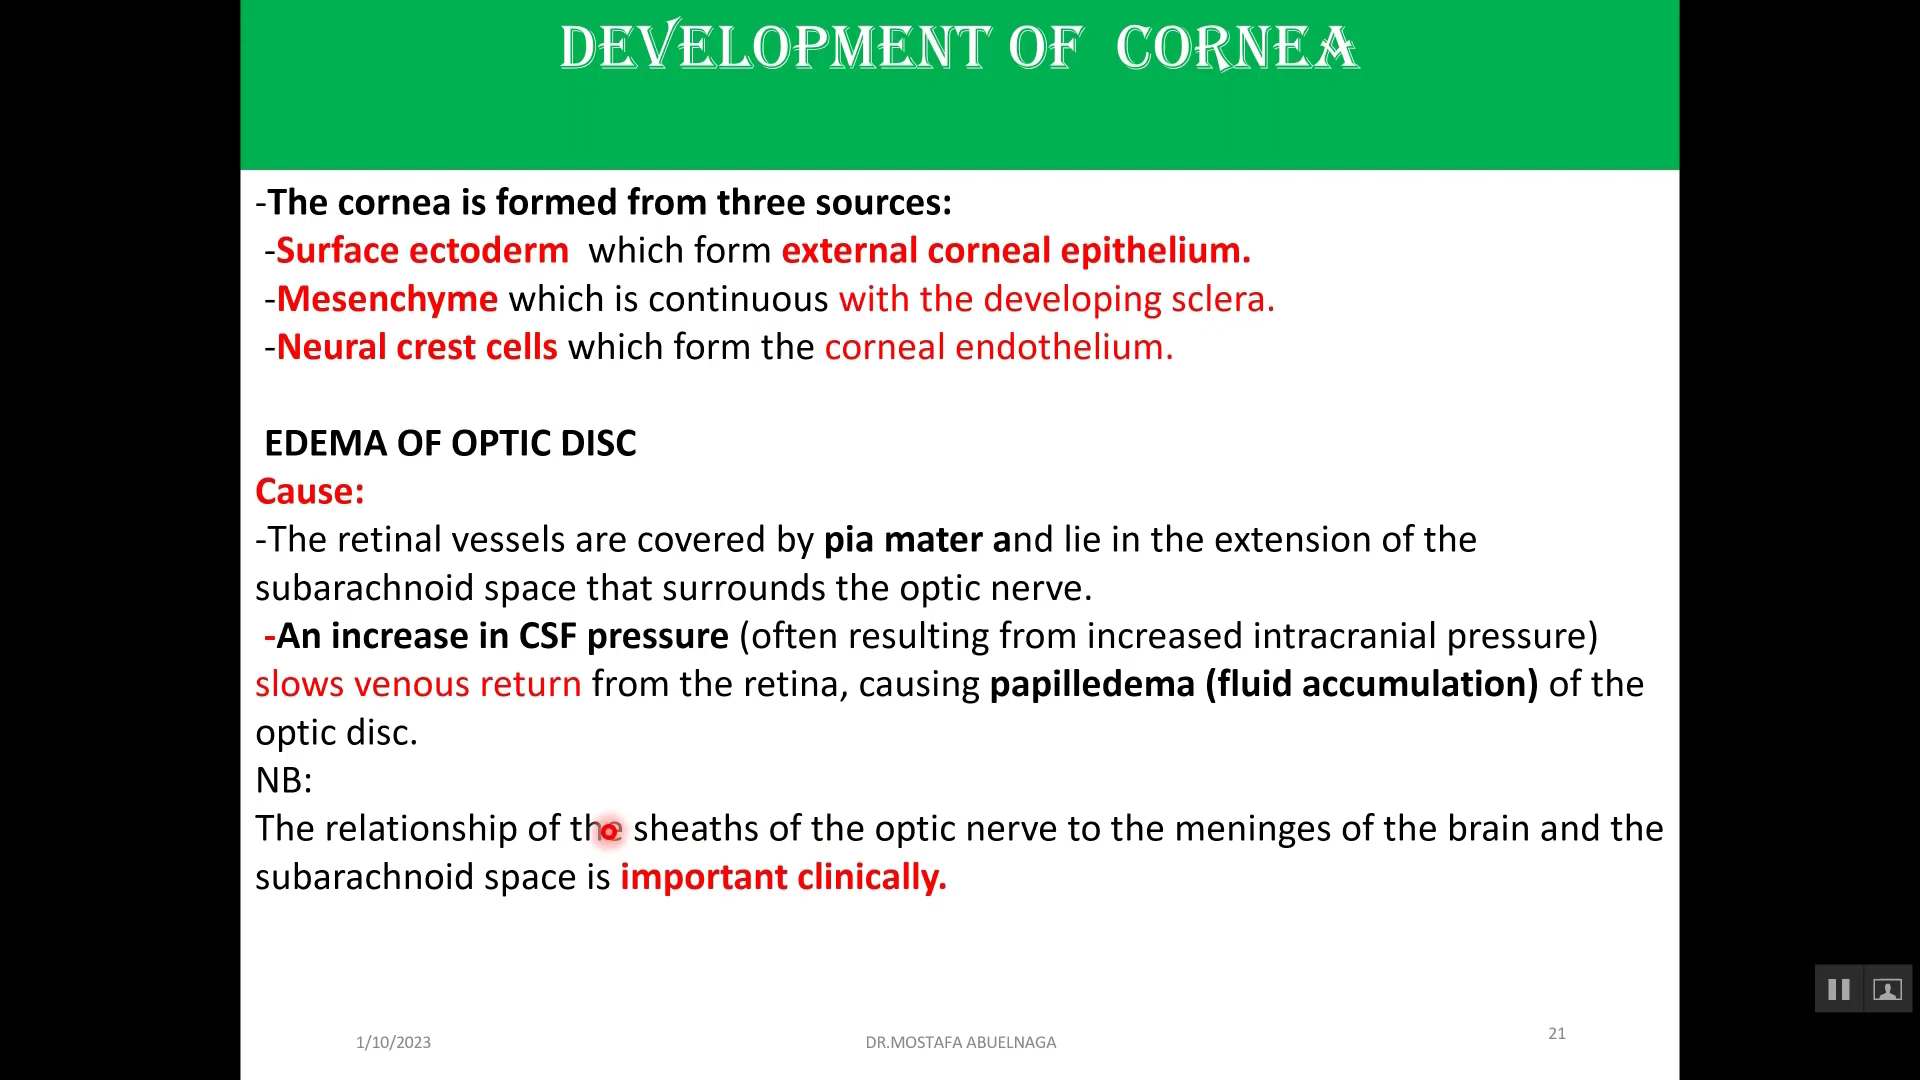 DEVELOPMENT OF CORNEA
-The cornea is formed from three sources:
-Surface ectoderm which form external corneal epithelium.
-Mesenchyme which is continuous with the developing sclera.
-Neural crest cells which form the corneal endothelium.
EDEMA OF OPTIC DISC
Cause:
-The retinal vessels are covered by pia mater and lie in the extension of the
subarachnoid space that surrounds the optic nerve.
-An increase in CSF pressure (often resulting from increased intracranial pressure)
slows venous return from the retina, causing papilledema (fluid accumulation) of the
optic disc.
NB:
The relationship of the sheaths of the optic nerve to the meninges of the brain and the
subarachnoid space is important clinically.
1/10/2023
DR.MOSTAFA ABUELNAGA
21